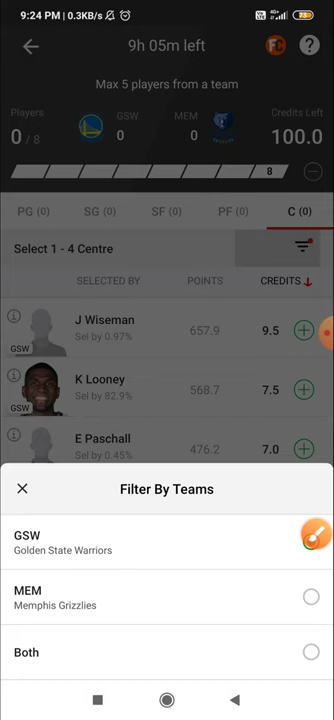 9:24 PM | 0.3KB/s
73
9h 05m left
FC
?
Max 5 players from a team
Players
GSW
MEM
Credits Left
0 / 8
0
0
100.0
8
PG (0)
SG (0)
SF (0)
PF (0)
C (0)
Select 1 - 4 Centre
SELECTED BY
POINTS
CREDITS
J Wiseman
Sel by 0.97%
657.9
9.5
GSW
K Looney
Sel by 82.9%
568.7
7.5
GSW
E Paschall
Sel by 0.45%
476.2
7.0
Filter By Teams
GSW
Golden State Warriors
MEM
Memphis Grizzlies
Both